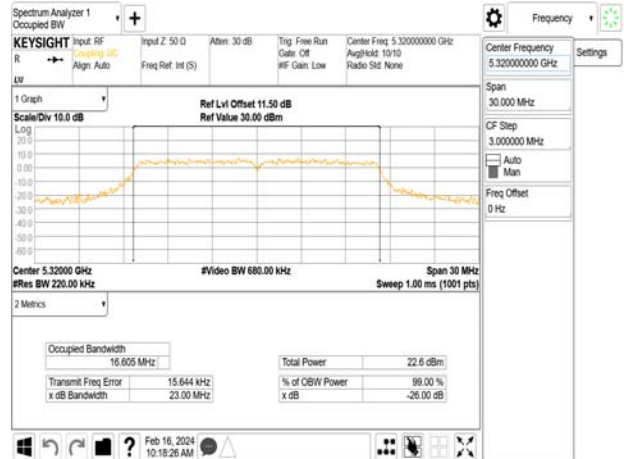 Spectrum Analyzer 1
Occupied BW
+
Frequency
KEYSIGHT
Input: RF
Coupling: DC
Align: Auto
Input Z: 50 Ω
Freq Ref: Int (S)
Atten: 30 dB
Trig: Free Run
Gate: Off
#IF Gain: Low
Center Freq: 5.320000000 GHz
Avg|Hold: 10/10
Radio Std: None
R
LXI
Center Frequency
5.320000000 GHz
Settings
Span
30.000 MHz
CF Step
3.000000 MHz
Auto
Man
Freq Offset
0 Hz
1 Graph
Scale/Div 10.0 dB
Ref Lvl Offset 11.50 dB
Ref Value 30.00 dBm
Log
20.0
10.0
0.00
-10.0
-20.0
-30.0
-40.0
-50.0
-60.0
Center 5.32000 GHz
#Res BW 220.00 kHz
#Video BW 680.00 kHz
Span 30 MHz
Sweep 1.00 ms (1001 pts)
2 Metrics
Occupied Bandwidth
16.605 MHz
Total Power 22.6 dBm
Transmit Freq Error 15.644 kHz
% of OBW Power 99.00 %
x dB Bandwidth 23.00 MHz
x dB -26.00 dB
?
Feb 16, 2024
10:18:26 AM